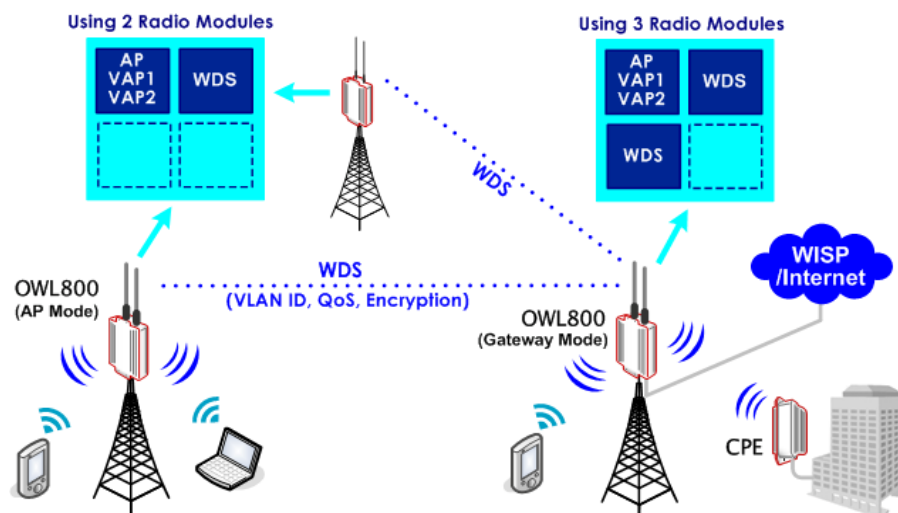 Using 2 Radio Modules
AP
VAP1
VAP2
WDS
Using 3 Radio Modules
AP
VAP1
VAP2
WDS
WDS
WDS
WISP
/Internet
OWL800
(AP Mode)
WDS
(VLAN ID, QoS, Encryption)
OWL800
(Gateway Mode)
CPE